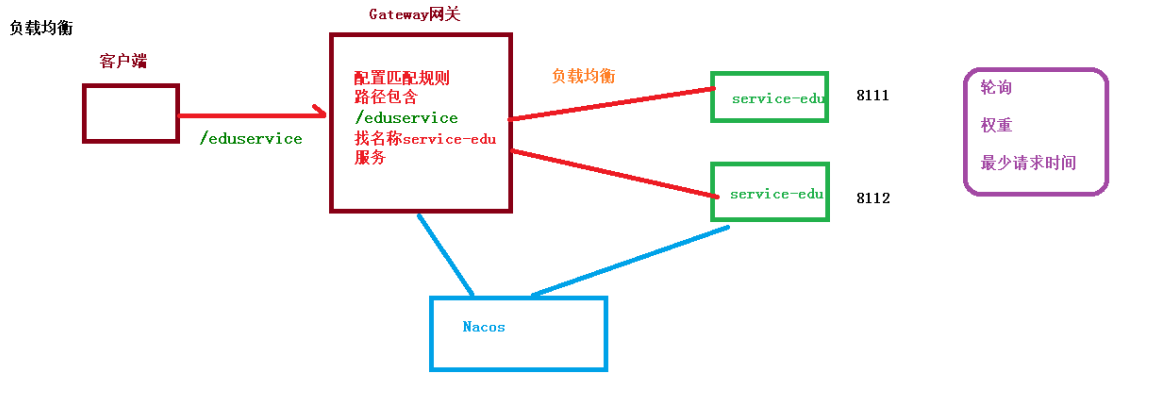 负载均衡
Gateway网关
客户端
/eduservice
配置匹配规则
路径包含
/eduservice
找名称service-edu
服务
负载均衡
service-edu
8111
service-edu
8112
轮询
权重
最少请求时间
Nacos